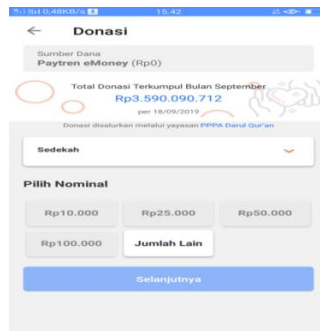 0,48KB/s
15.42
Donasi
Sumber Dana
Paytren eMoney (Rp0)
Total Donasi Terkumpul Bulan September
Rp3.590.090.712
per 18/09/2019
Donasi disalurkan melalui yayasan PPPA Darul Qur'an
Sedekah
Pilih Nominal
Rp10.000 Rp25.000 Rp50.000
Rp100.000 Jumlah Lain
Selanjutnya